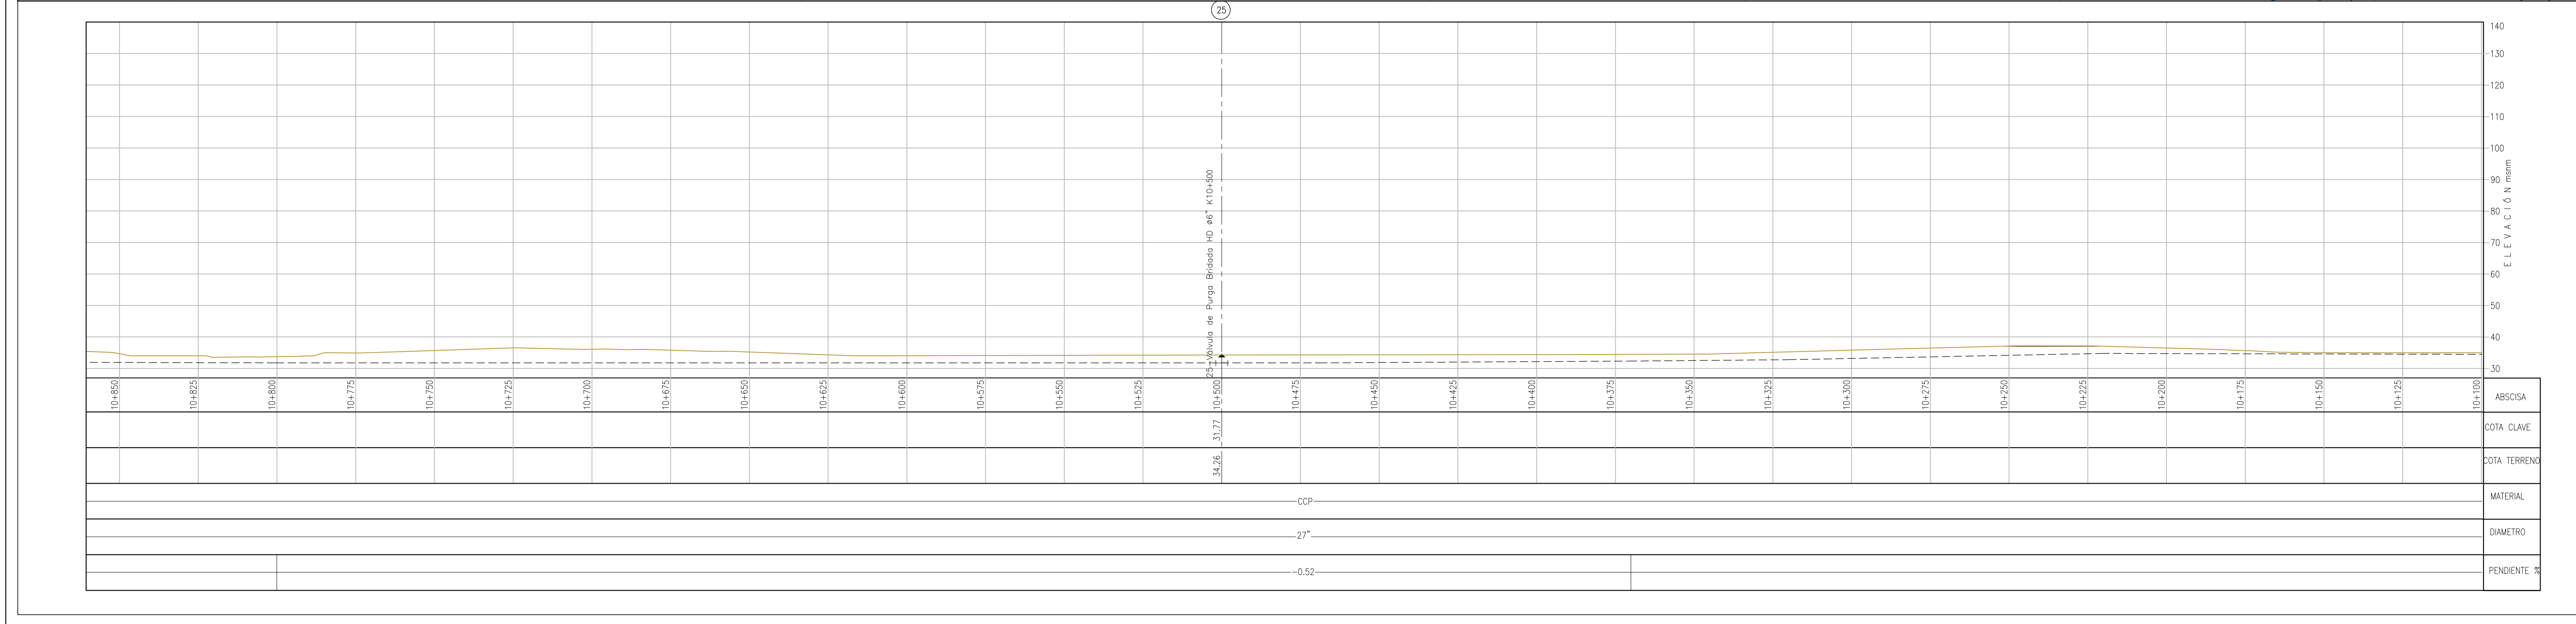 25
140
130
120
110
100
90
80
70
60
50
40
30
ELEVACIÓN msnm
25-Válvula de Purga Bridada HD ø6" K10+500
10+850 10+825 10+800 10+775 10+750 10+725 10+700 10+675 10+650 10+625 10+600 10+575 10+550 10+525 10+500 10+475 10+450 10+425 10+400 10+375 10+350 10+325 10+300 10+275 10+250 10+225 10+200 10+175 10+150 10+125 10+100 ABSCISA
31.77 COTA CLAVE
34.26 COTA TERRENO
CCP MATERIAL
27" DIAMETRO
-0.52 PENDIENTE